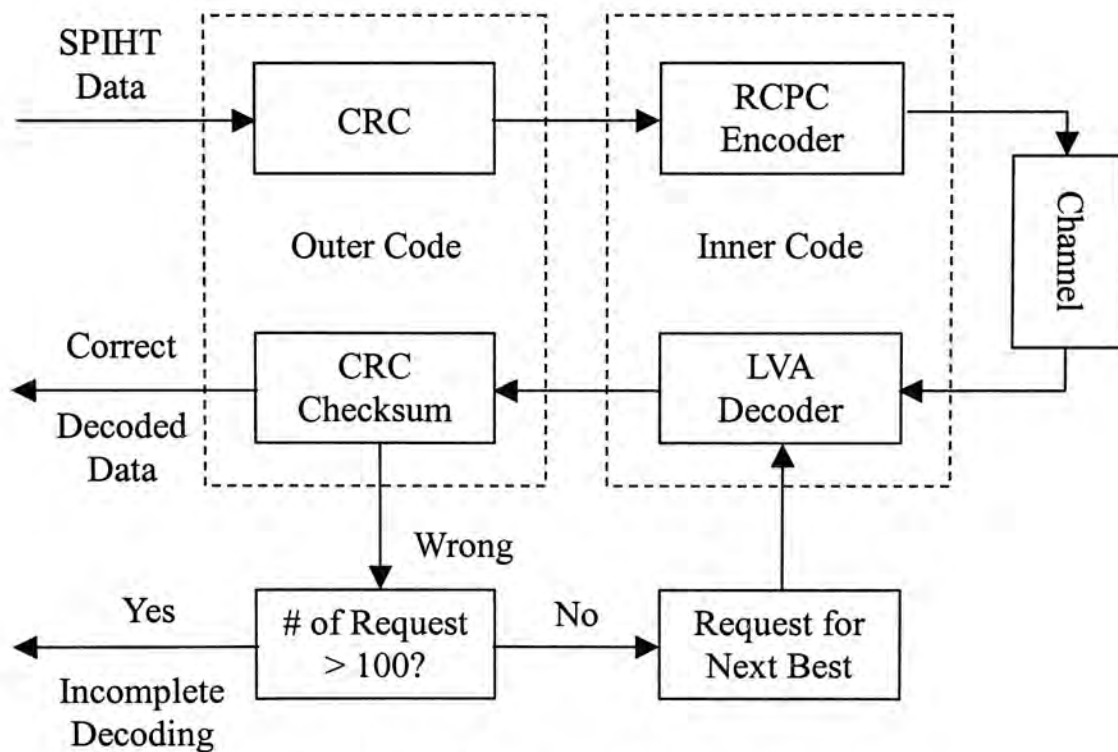 SPIHT
Data
CRC
RCPC
Encoder
Channel
Outer Code
Inner Code
Correct
Decoded
Data
CRC
Checksum
LVA
Decoder
Wrong
Yes
Incomplete
Decoding
# of Request
> 100?
No
Request for
Next Best